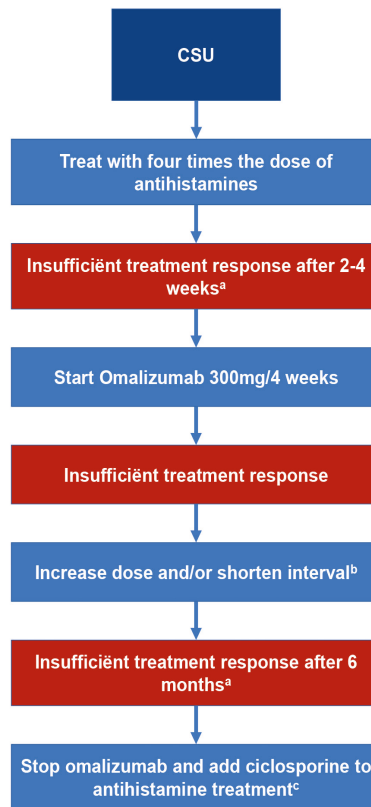 CSU
Treat with four times the dose of
antihistamines
Insufficiënt treatment response after 2-4
weeksᵃ
Start Omalizumab 300mg/4 weeks
Insufficiënt treatment response
Increase dose and/or shorten intervalᵇ
Insufficiënt treatment response after 6
monthsᵃ
Stop omalizumab and add ciclosporine to
antihistamine treatmentᶜ